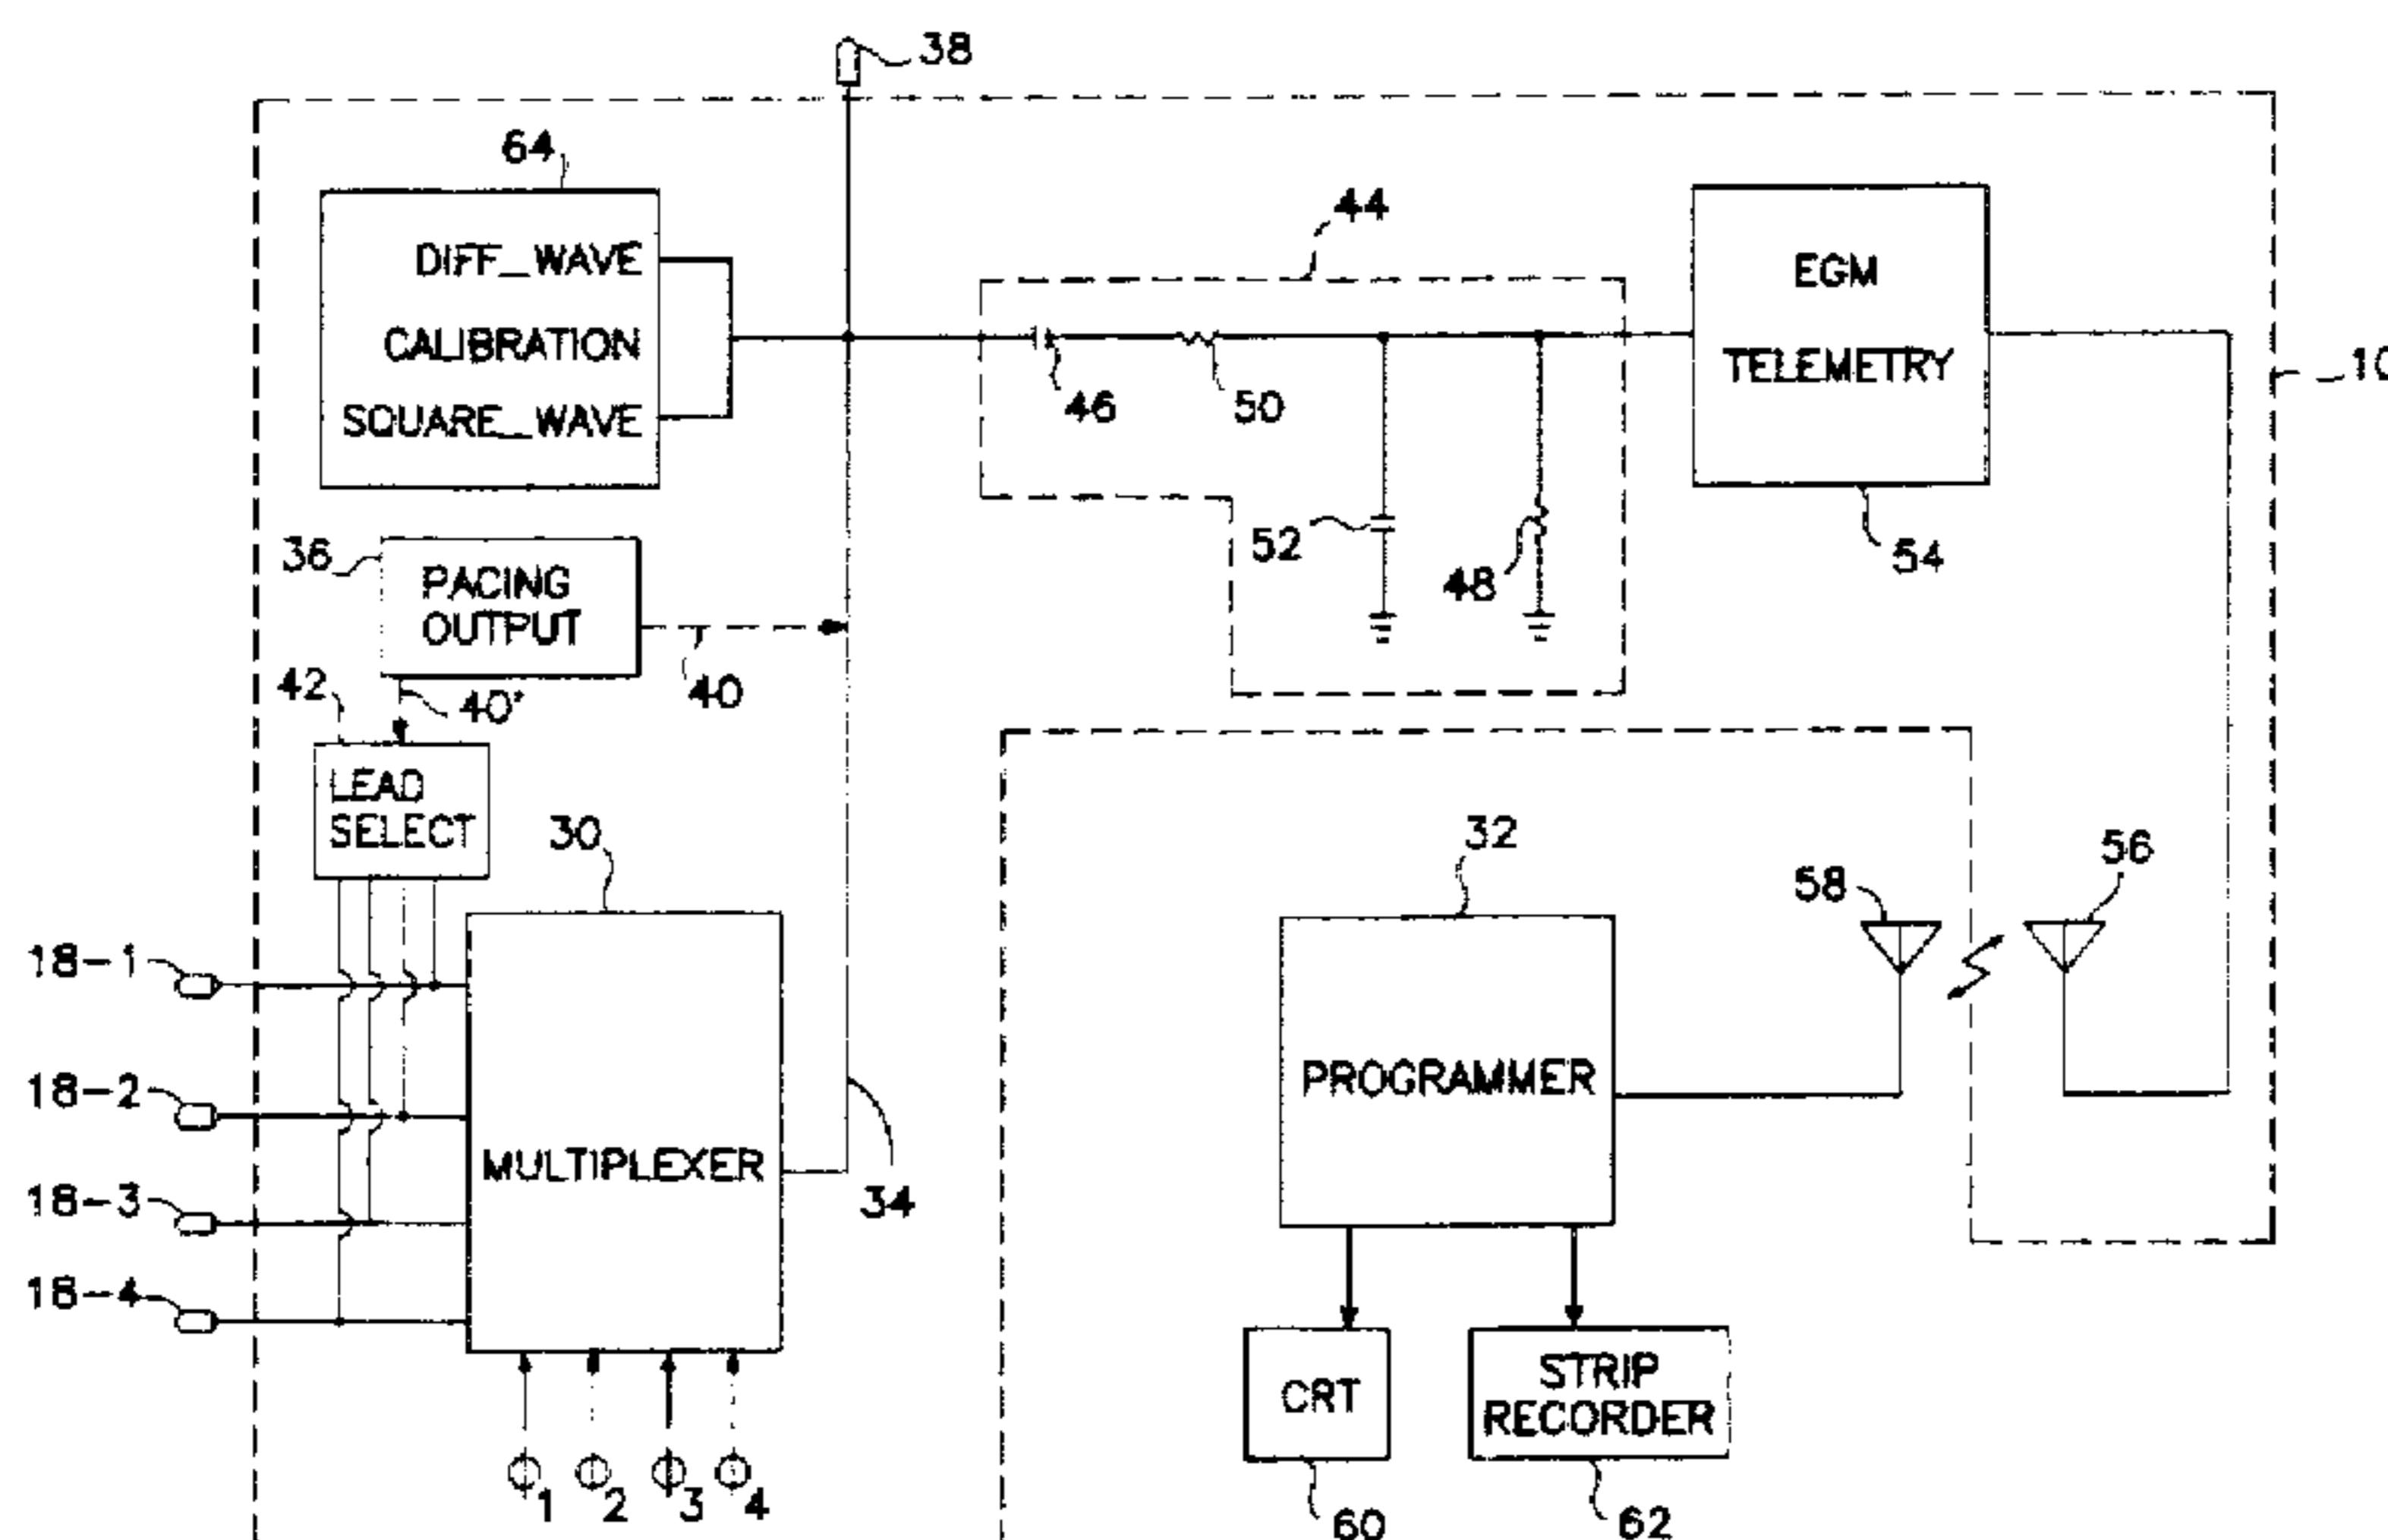 38
64
DIFF_WAVE
CALIBRATION
SQUARE_WAVE
44
EGM
TELEMETRY
10
46
50
52
48
54
36
PACING
OUTPUT
40
42
40'
LEAD
SELECT
30
32
58
56
18-1
18-2
18-3
18-4
MULTIPLEXER
34
PROGRAMMER
CRT
STRIP
RECORDER
Φ1 Φ2 Φ3 Φ4
60
62